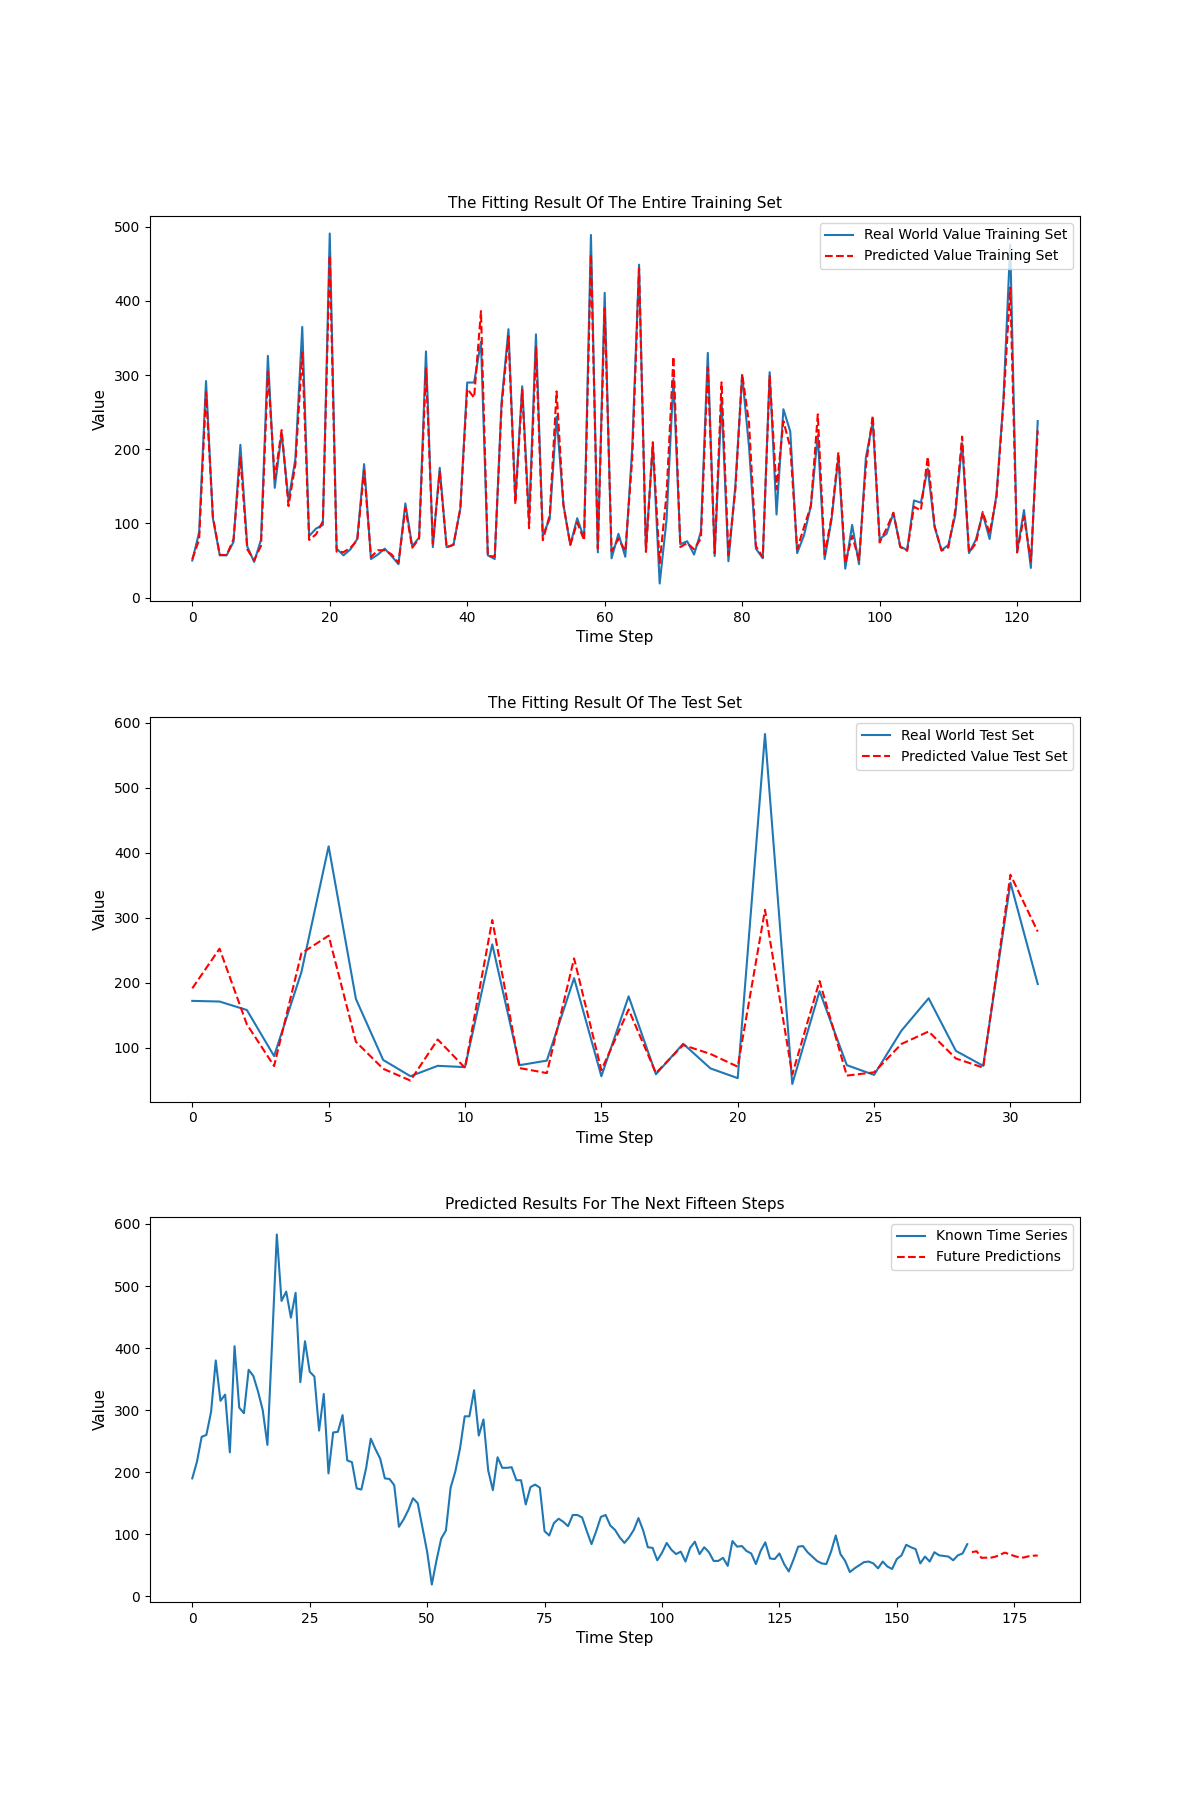 The Fitting Result Of The Entire Training Set
500
400
300
200
100
0
Value
Real World Value Training Set
Predicted Value Training Set
0 20 40 60 80 100 120
Time Step
The Fitting Result Of The Test Set
600
500
400
300
200
100
Value
Real World Test Set
Predicted Value Test Set
0 5 10 15 20 25 30
Time Step
Predicted Results For The Next Fifteen Steps
600
500
400
300
200
100
0
Value
Known Time Series
Future Predictions
0 25 50 75 100 125 150 175
Time Step